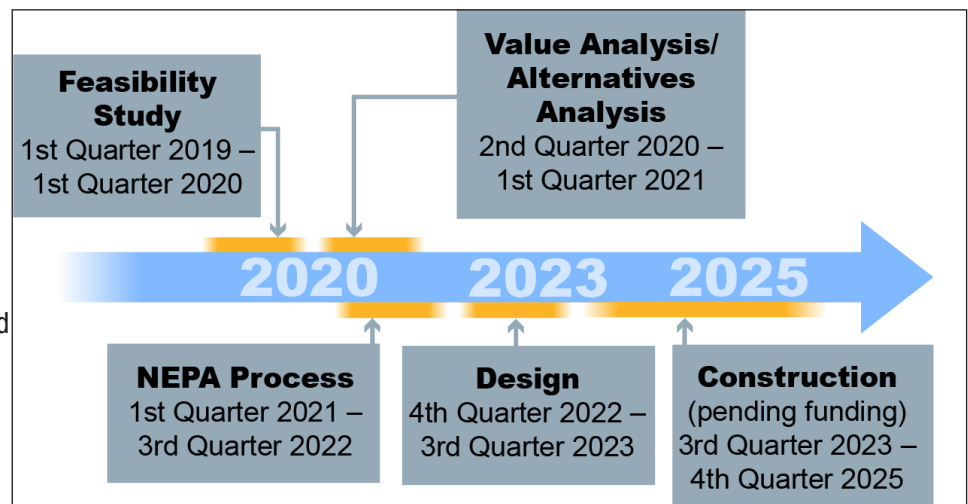 Feasibility
Study
1st Quarter 2019 –
1st Quarter 2020
Value Analysis/
Alternatives
Analysis
2nd Quarter 2020 –
1st Quarter 2021
2020 2023 2025
d
NEPA Process
1st Quarter 2021 –
3rd Quarter 2022
Design
4th Quarter 2022 –
3rd Quarter 2023
Construction
(pending funding)
3rd Quarter 2023 –
4th Quarter 2025